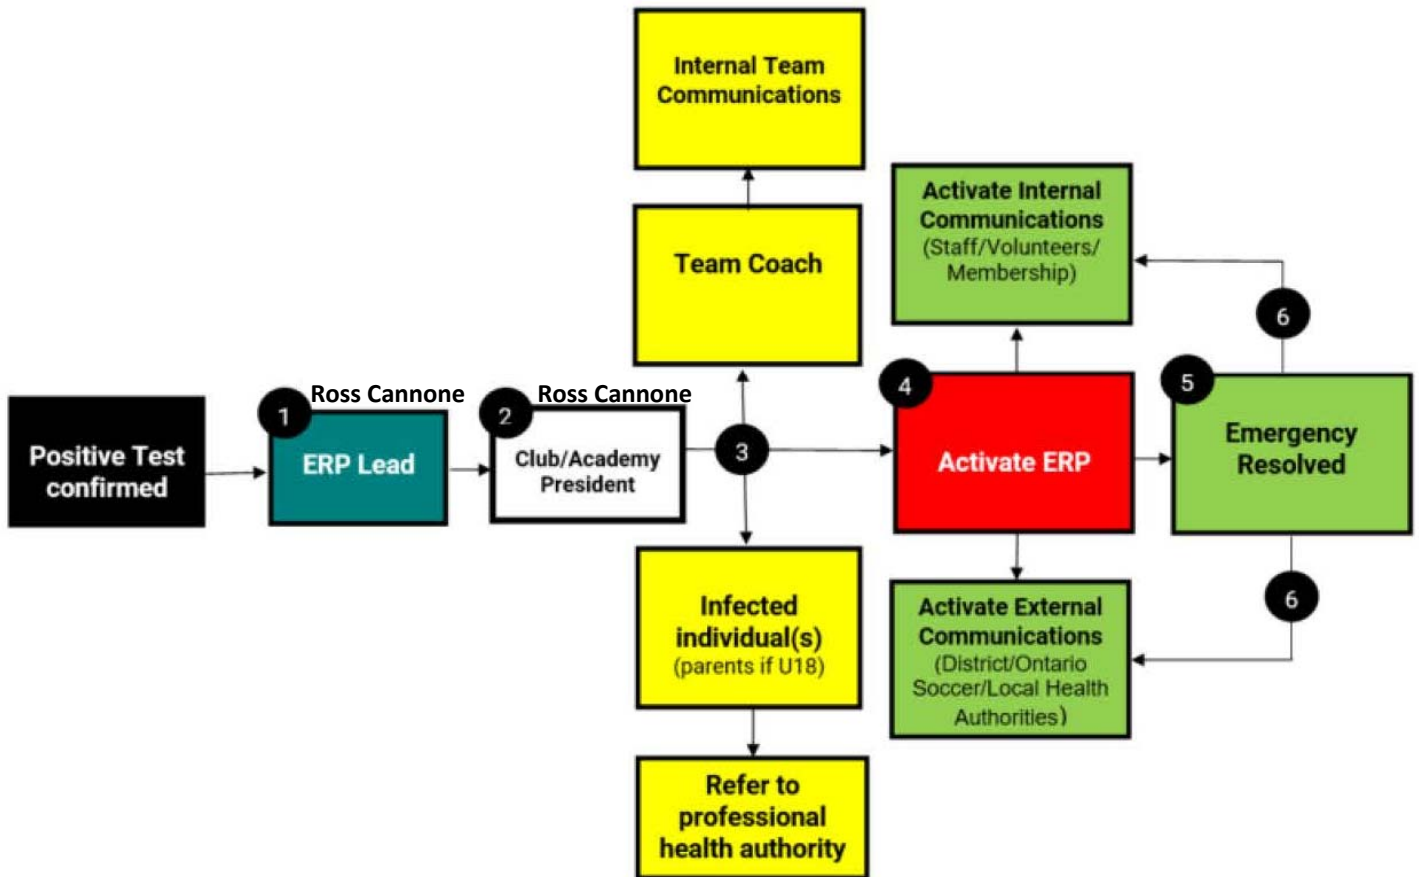 Internal Team
Communications
Team Coach
Activate Internal
Communications
(Staff/Volunteers/
Membership)
6
Positive Test
confirmed
1
Ross Cannone
ERP Lead
2
Ross Cannone
Club/Academy
President
3
4
Activate ERP
5
Emergency
Resolved
Infected
individual(s)
(parents if U18)
Activate External
Communications
(District/Ontario
Soccer/Local Health
Authorities)
6
Refer to
professional
health authority